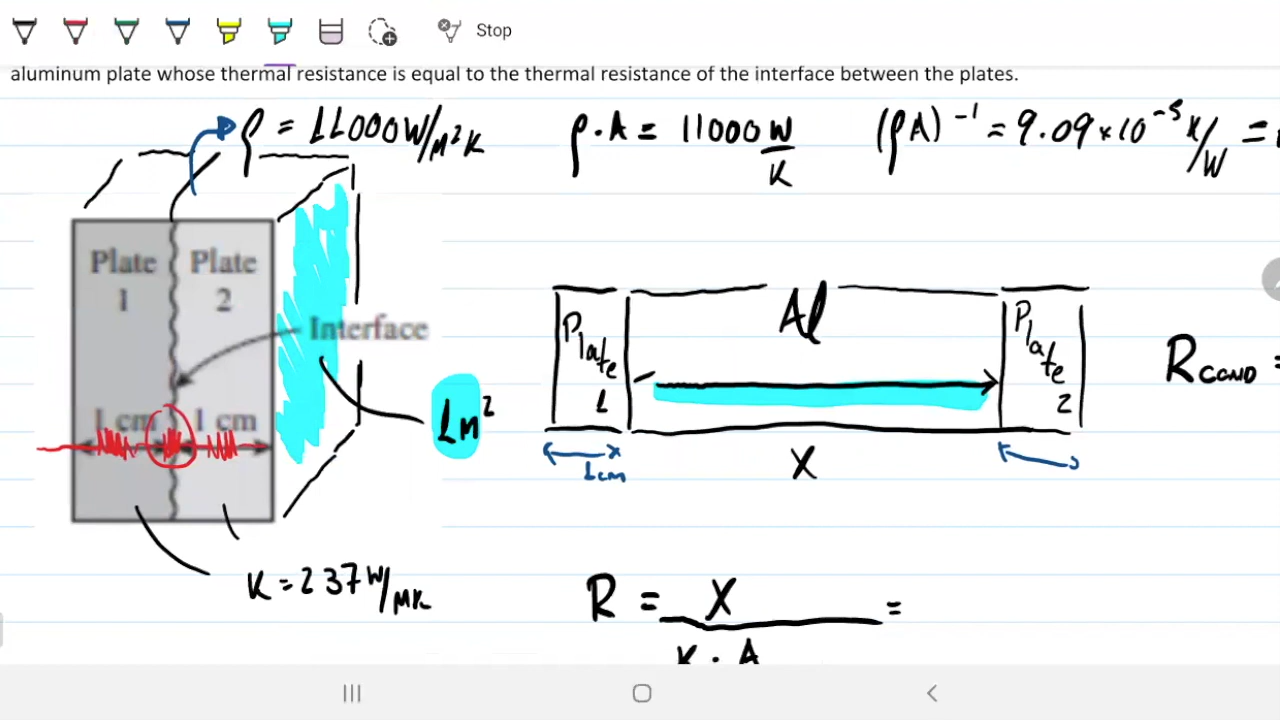 Stop
aluminum plate whose thermal resistance is equal to the thermal resistance of the interface between the plates.
ρ = 11000W/M²K
ρ·A = 11000 W/K
(ρA)⁻¹ = 9.09×10⁻⁵ K/W =
Plate 1
Plate 2
Interface
1 cm
1 cm
1m²
K = 237 W/MK
Plate 1
Al
Plate 2
Rcond =
1cm
X
R = X / K · A =